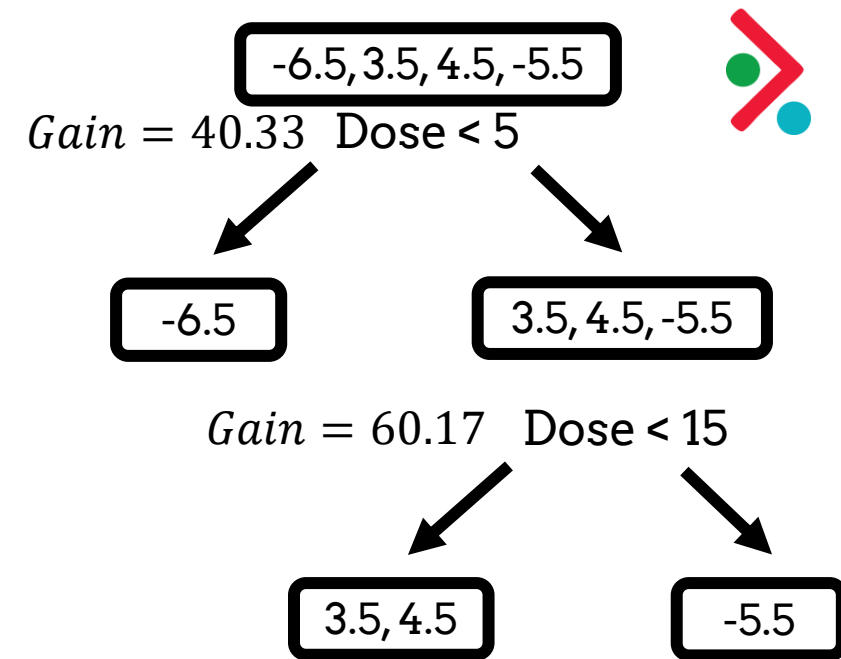 -6.5, 3.5, 4.5, -5.5
Gain = 40.33 Dose < 5
-6.5
3.5, 4.5, -5.5
Gain = 60.17 Dose < 15
3.5, 4.5
-5.5